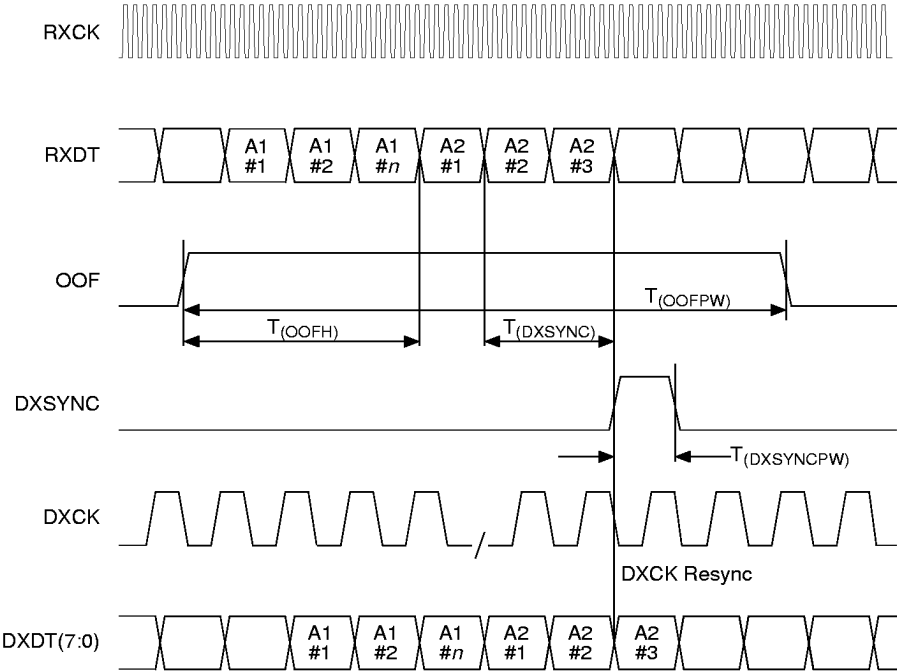 RXCK
RXDT
A1 #1
A1 #2
A1 #n
A2 #1
A2 #2
A2 #3
OOF
T(OOFPW)
T(OOFH)
T(DXSYNC)
DXSYNC
T(DXSYNCPW)
DXCK
/
DXCK Resync
DXDT(7:0)
A1 #1
A1 #2
A1 #n
A2 #1
A2 #2
A2 #3